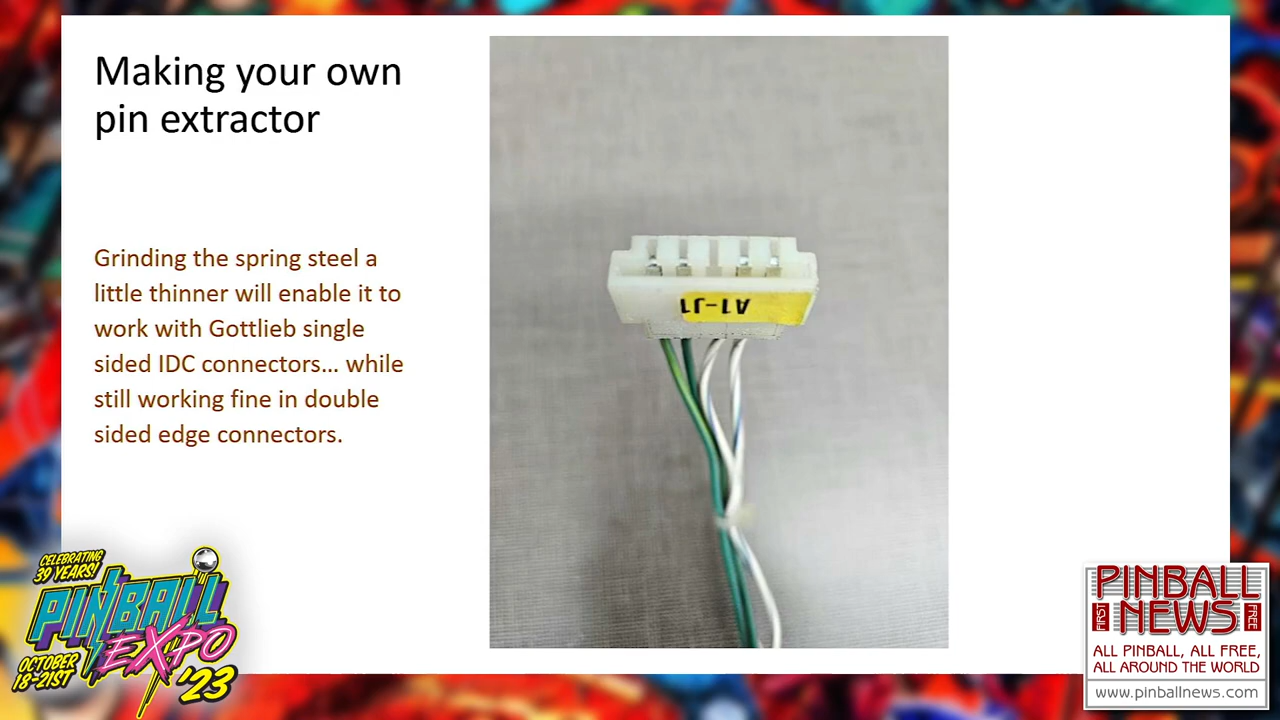 Making your own
pin extractor
Grinding the spring steel a
little thinner will enable it to
work with Gottlieb single
sided IDC connectors... while
still working fine in double
sided edge connectors.
A1-J1
CELEBRATING
39 YEARS!
PINBALL
EXPO
OCTOBER
18-21ST
'23
PINBALL
FIRST NEWS FREE
ALL PINBALL, ALL FREE,
ALL AROUND THE WORLD
www.pinballnews.com